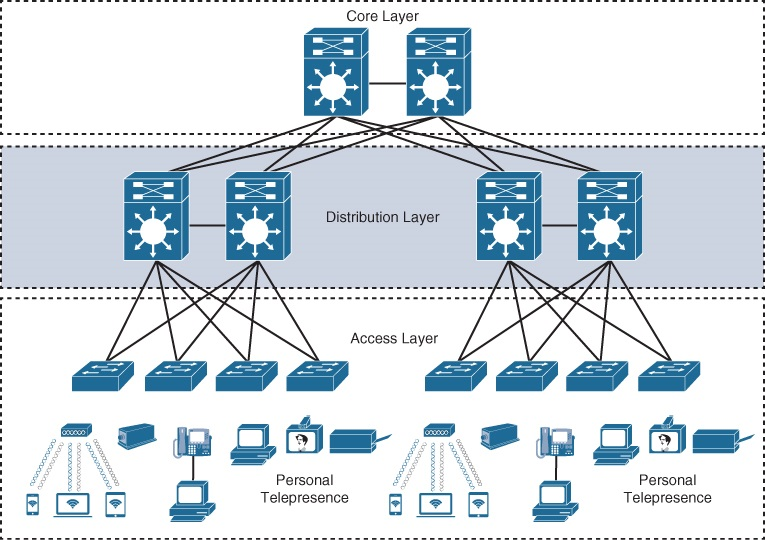 Core Layer
Distribution Layer
Access Layer
Personal
Telepresence
Personal
Telepresence